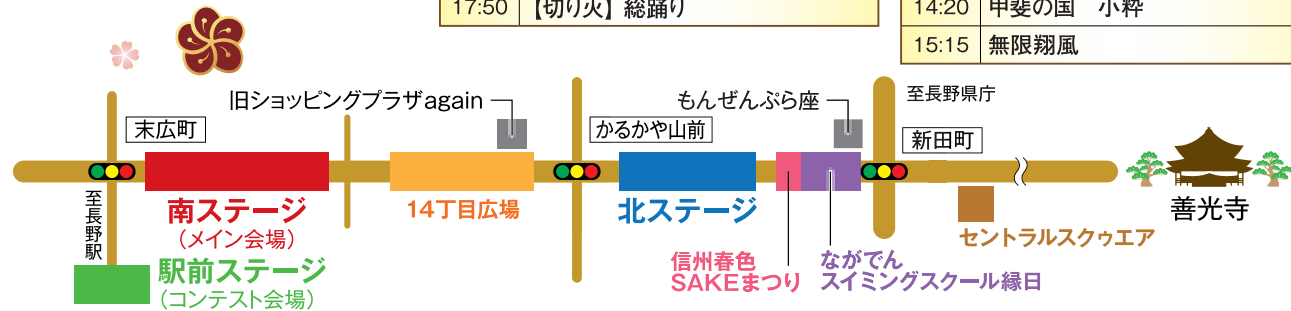 17:50 【切り火】総踊り
14:20 甲斐の国　小粋
15:15 無限翔風
旧ショッピングプラザagain
もんぜんぷら座
至長野県庁
末広町
かるかや山前
新田町
至長野駅
南ステージ
(メイン会場)
14丁目広場
北ステージ
善光寺
セントラルスクゥエア
駅前ステージ
(コンテスト会場)
信州春色
SAKEまつり
ながでん
スイミングスクール縁日